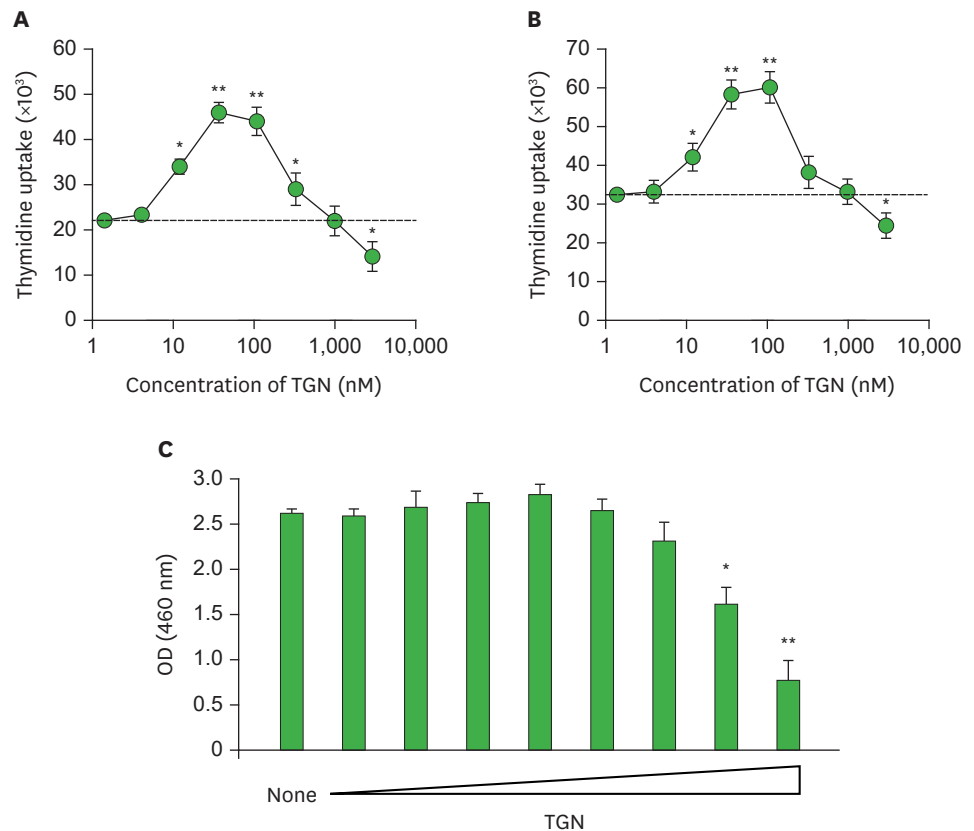 A
Thymidine uptake (×10³)
60
50
40
30
20
10
0
*
**
**
*
*
1 10 100 1,000 10,000
Concentration of TGN (nM)
B
Thymidine uptake (×10³)
70
60
50
40
30
20
10
0
*
**
**
*
1 10 100 1,000 10,000
Concentration of TGN (nM)
C
OD (460 nm)
3.0
2.5
2.0
1.5
1.0
0.5
0
*
**
None
TGN